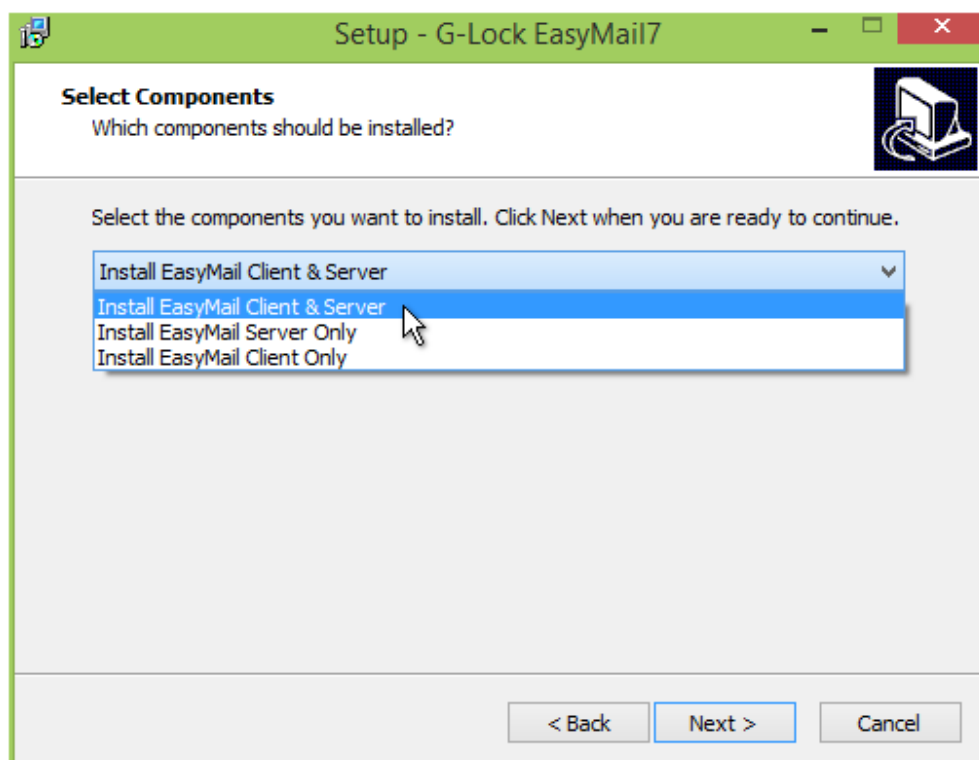 Setup - G-Lock EasyMail7
Select Components
Which components should be installed?
Select the components you want to install. Click Next when you are ready to continue.
Install EasyMail Client & Server
Install EasyMail Client & Server
Install EasyMail Server Only
Install EasyMail Client Only
< Back Next > Cancel